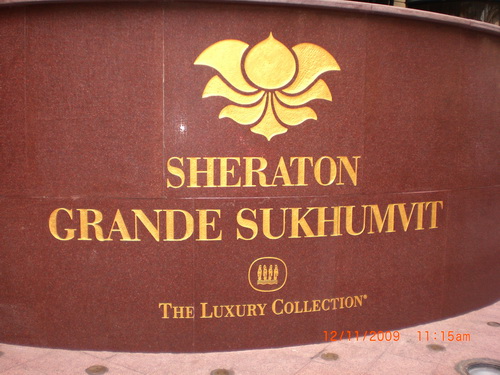 SHERATON
GRANDE SUKHUMVIT
THE LUXURY COLLECTION®
12/11/2009 11:15am